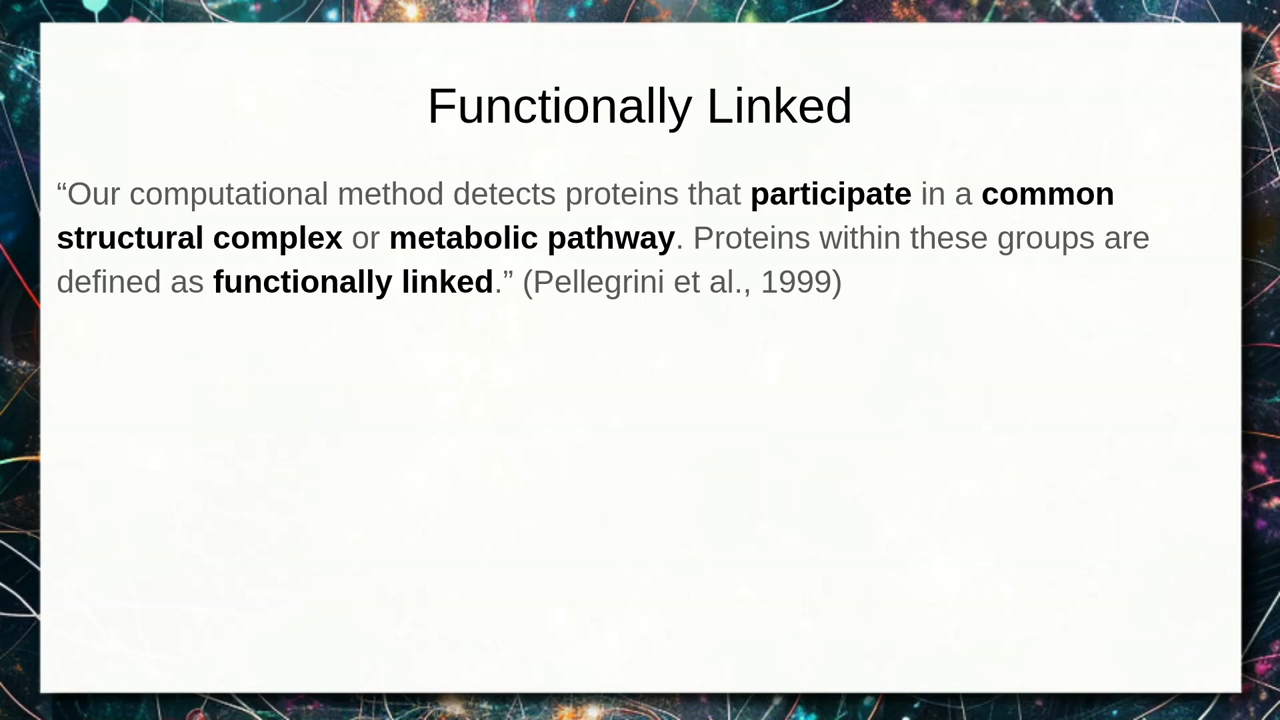 Functionally Linked
“Our computational method detects proteins that participate in a common
structural complex or metabolic pathway. Proteins within these groups are
defined as functionally linked.” (Pellegrini et al., 1999)